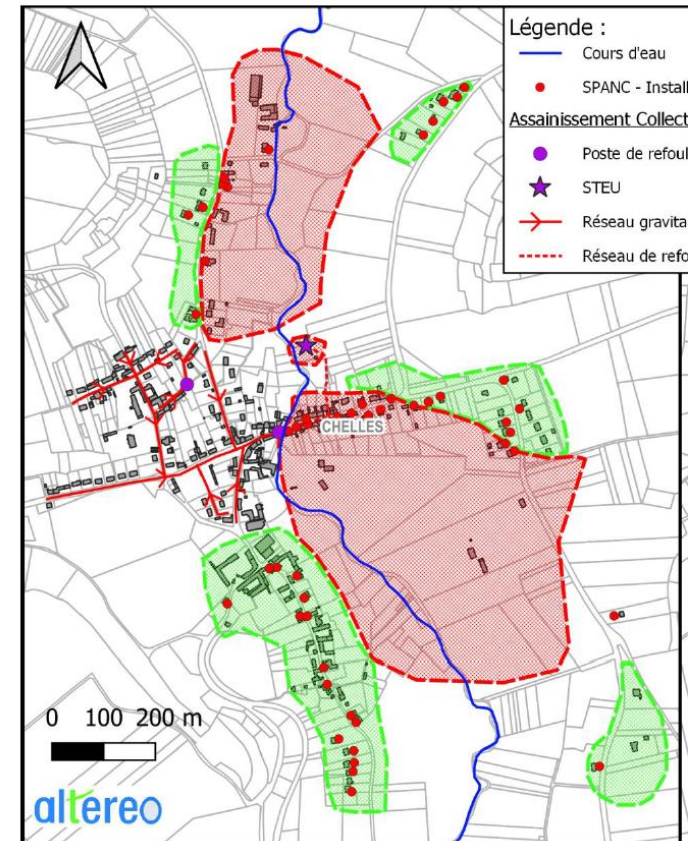 Légende :
Cours d'eau
SPANC - Install
Assainissement Collect
Poste de refoul
STEU
Réseau gravita
Réseau de refo
CHELLES
0 100 200 m
altereo